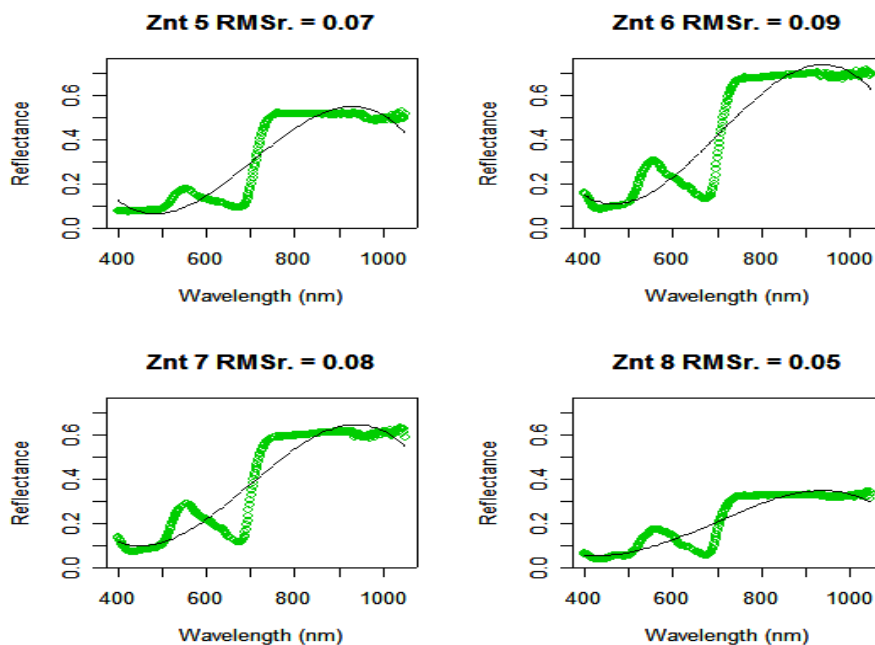 Znt 5 RMSr. = 0.07
Reflectance
0.0 0.2 0.4 0.6
400 600 800 1000
Wavelength (nm)
Znt 6 RMSr. = 0.09
Reflectance
0.0 0.2 0.4 0.6
400 600 800 1000
Wavelength (nm)
Znt 7 RMSr. = 0.08
Reflectance
0.0 0.2 0.4 0.6
400 600 800 1000
Wavelength (nm)
Znt 8 RMSr. = 0.05
Reflectance
0.0 0.2 0.4 0.6
400 600 800 1000
Wavelength (nm)